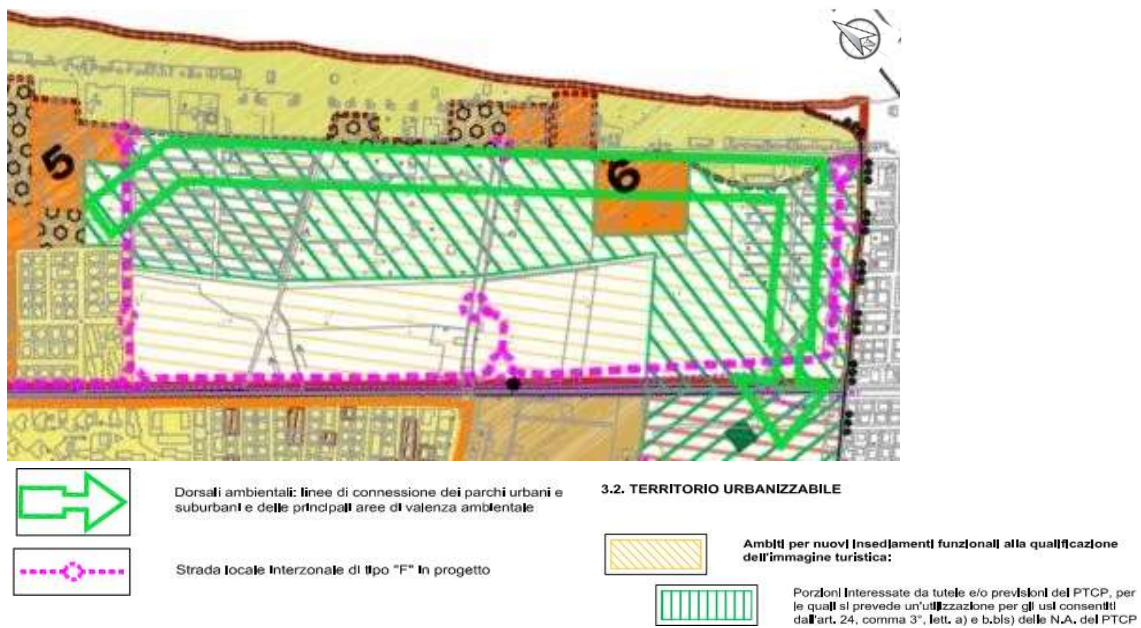 5
6
Dorsali ambientali: linee di connessione dei parchi urbani e
suburbani e delle principali aree di valenza ambientale
Strada locale interzonale di tipo "F" in progetto
3.2. TERRITORIO URBANIZZABILE
Ambiti per nuovi insediamenti funzionali alla qualificazione
dell'immagine turistica:
Porzioni interessate da tutele e/o previsioni del PTCP, per
le quali si prevede un'utilizzazione per gli usi consentiti
dall'art. 24, comma 3°, lett. a) e b.bis) delle N.A. del PTCP